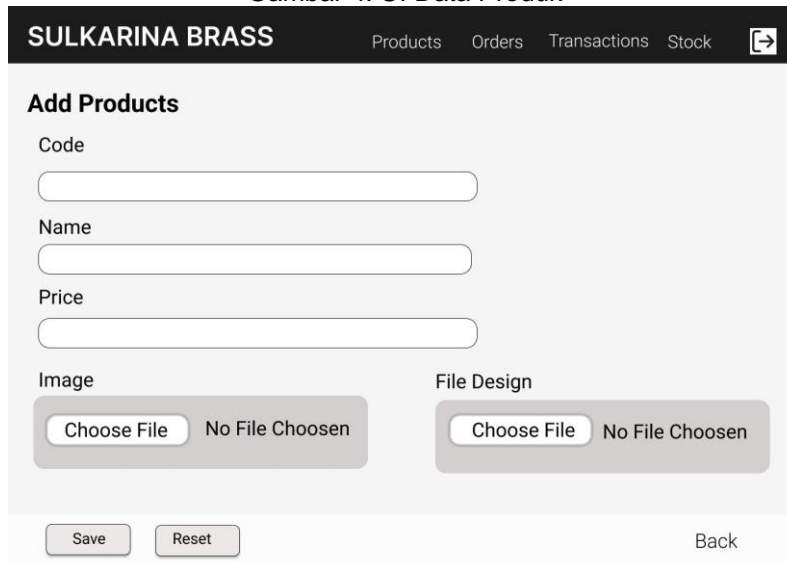 SULKARINA BRASS Products Orders Transactions Stock
Add Products
Code
Name
Price
Image File Design
Choose File No File Choosen Choose File No File Choosen
Save Reset Back